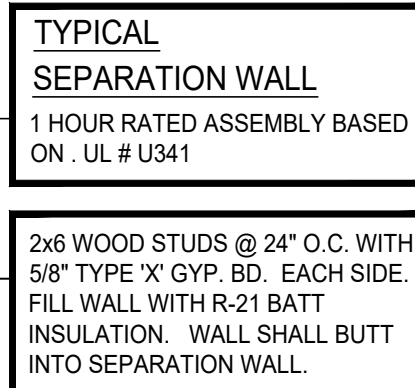 TYPICAL
SEPARATION WALL
1 HOUR RATED ASSEMBLY BASED
ON . UL # U341
2x6 WOOD STUDS @ 24" O.C. WITH
5/8" TYPE 'X' GYP. BD. EACH SIDE.
FILL WALL WITH R-21 BATT
INSULATION. WALL SHALL BUTT
INTO SEPARATION WALL.